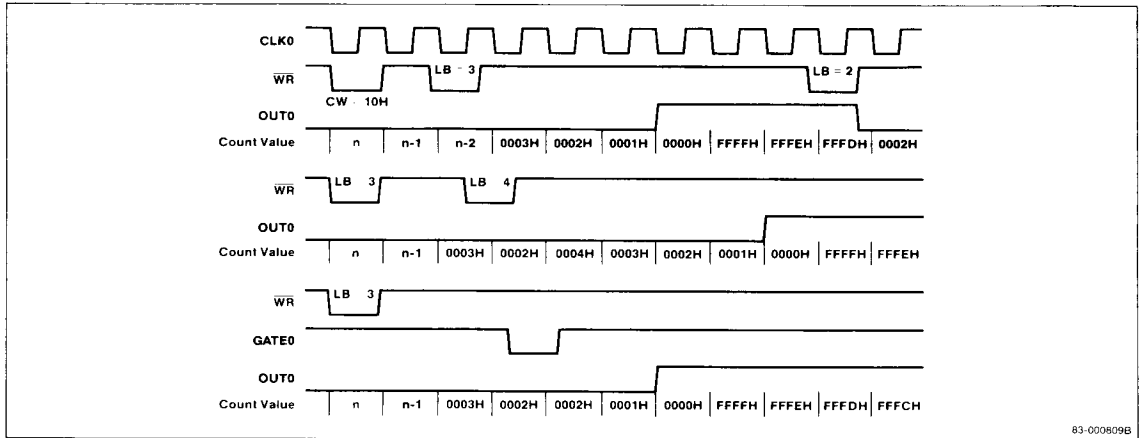 CLK0
WR LB = 3 LB = 2
CW 10H
OUT0
Count Value n n-1 n-2 0003H 0002H 0001H 0000H FFFFH FFFEH FFFDH 0002H
WR LB 3 LB 4
OUT0
Count Value n n-1 0003H 0002H 0004H 0003H 0002H 0001H 0000H FFFFH FFFEH
WR LB 3
GATE0
OUT0
Count Value n n-1 0003H 0002H 0002H 0001H 0000H FFFFH FFFEH FFFDH FFFCH
83-000809B